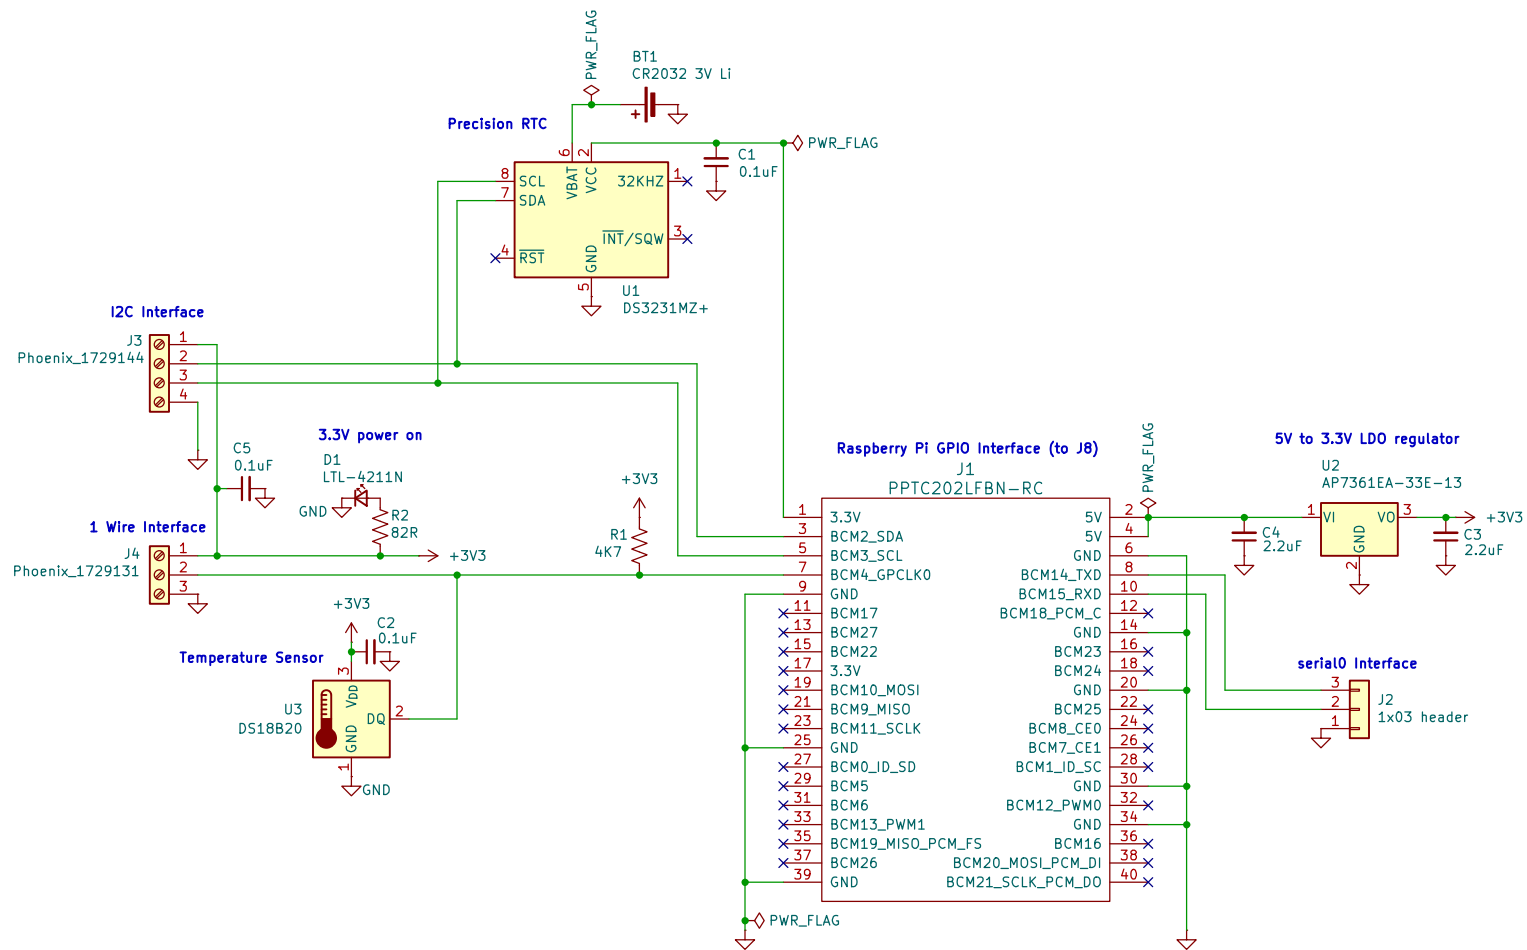 PWR_FLAG
BT1
CR2032 3V Li
Precision RTC
PWR_FLAG
C1
0.1uF
6
2
8
SCL
7
SDA
VBAT
VCC
32KHZ
1
INT/SQW
3
4
RST
GND
5
U1
DS3231MZ+
I2C Interface
J3
Phoenix_1729144
1
2
3
4
C5
0.1uF
3.3V power on
D1
LTL-4211N
GND
R2
82R
+3V3
1 Wire Interface
J4
Phoenix_1729131
1
2
3
+3V3
R1
4K7
+3V3
C2
0.1uF
Temperature Sensor
3
VDD
U3
DS18B20
DQ
2
GND
1
GND
Raspberry Pi GPIO Interface (to J8)
J1
PPTC202LFBN-RC
1 3.3V
3 BCM2_SDA
5 BCM3_SCL
7 BCM4_GPCLK0
9 GND
11 BCM17
13 BCM27
15 BCM22
17 3.3V
19 BCM10_MOSI
21 BCM9_MISO
23 BCM11_SCLK
25 GND
27 BCM0_ID_SD
29 BCM5
31 BCM6
33 BCM13_PWM1
35 BCM19_MISO_PCM_FS
37 BCM26
39 GND
5V 2
5V 4
GND 6
BCM14_TXD 8
BCM15_RXD 10
BCM18_PCM_C 12
GND 14
BCM23 16
BCM24 18
GND 20
BCM25 22
BCM8_CE0 24
BCM7_CE1 26
BCM1_ID_SC 28
GND 30
BCM12_PWM0 32
GND 34
BCM16 36
BCM20_MOSI_PCM_DI 38
BCM21_SCLK_PCM_DO 40
PWR_FLAG
PWR_FLAG
5V to 3.3V LDO regulator
U2
AP7361EA-33E-13
1 VI
VO 3
GND
2
+3V3
C4
2.2uF
C3
2.2uF
serial0 Interface
3
2
1
J2
1x03 header